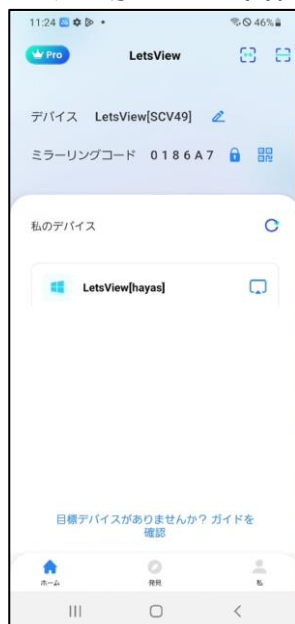 11:24 46%
Pro LetsView
デバイス LetsView[SCV49]
ミラーリングコード 0186A7
私のデバイス
LetsView[hayas]
目標デバイスがありませんか？ ガイドを
確認
ホーム 発見 私